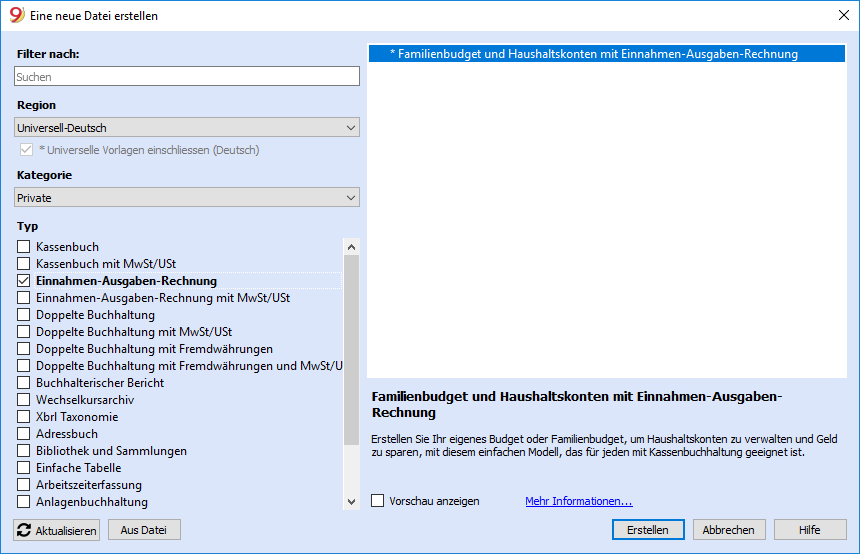 9 Eine neue Datei erstellen
Filter nach:
Suchen
Region
Universell-Deutsch
* Universelle Vorlagen einschliessen (Deutsch)
Kategorie
Private
Typ
Kassenbuch
Kassenbuch mit MwSt/USt
Einnahmen-Ausgaben-Rechnung
Einnahmen-Ausgaben-Rechnung mit MwSt/USt
Doppelte Buchhaltung
Doppelte Buchhaltung mit MwSt/USt
Doppelte Buchhaltung mit Fremdwährungen
Doppelte Buchhaltung mit Fremdwährungen und MwSt/U
Buchhalterischer Bericht
Wechselkursarchiv
Xbrl Taxonomie
Adressbuch
Bibliothek und Sammlungen
Einfache Tabelle
Arbeitszeiterfassung
Anlagenbuchhaltung
Aktualisieren
Aus Datei
* Familienbudget und Haushaltskonten mit Einnahmen-Ausgaben-Rechnung
Familienbudget und Haushaltskonten mit Einnahmen-Ausgaben-
Rechnung
Erstellen Sie Ihr eigenes Budget oder Familienbudget, um Haushaltskonten zu verwalten und Geld
zu sparen, mit diesem einfachen Modell, das für jeden mit Kassenbuchhaltung geeignet ist.
Vorschau anzeigen
Mehr Informationen...
Erstellen
Abbrechen
Hilfe